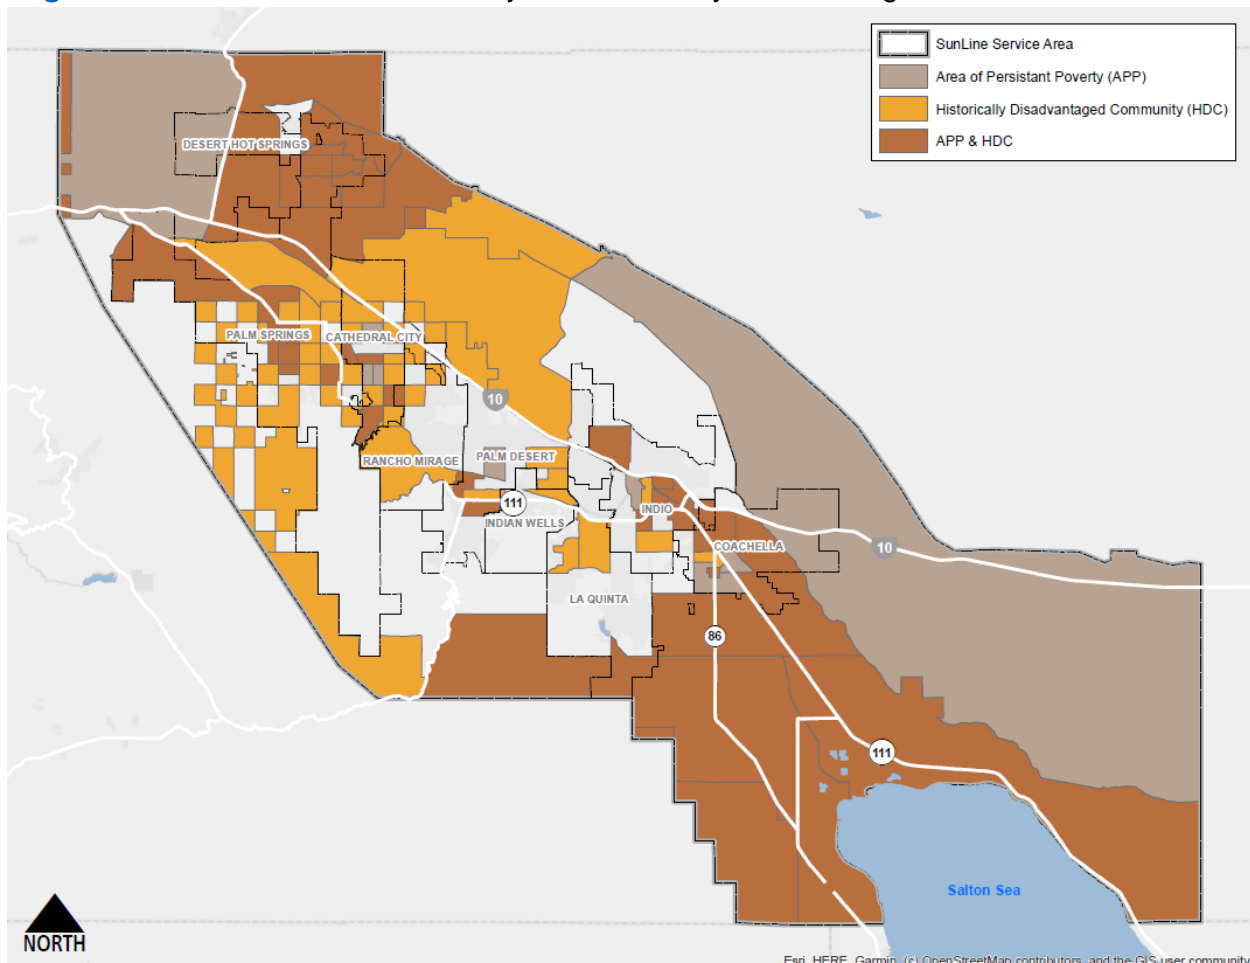 SunLine Service Area
Area of Persistant Poverty (APP)
Historically Disadvantaged Community (HDC)
APP & HDC
DESERT HOT SPRINGS
PALM SPRINGS
CATHEDRAL CITY
10
RANCHO MIRAGE
PALM DESERT
111
INDIAN WELLS
INDIO
COACHELLA
10
LA QUINTA
86
111
Salton Sea
NORTH
Esri, HERE, Garmin, (c) OpenStreetMap contributors, and the GIS user community